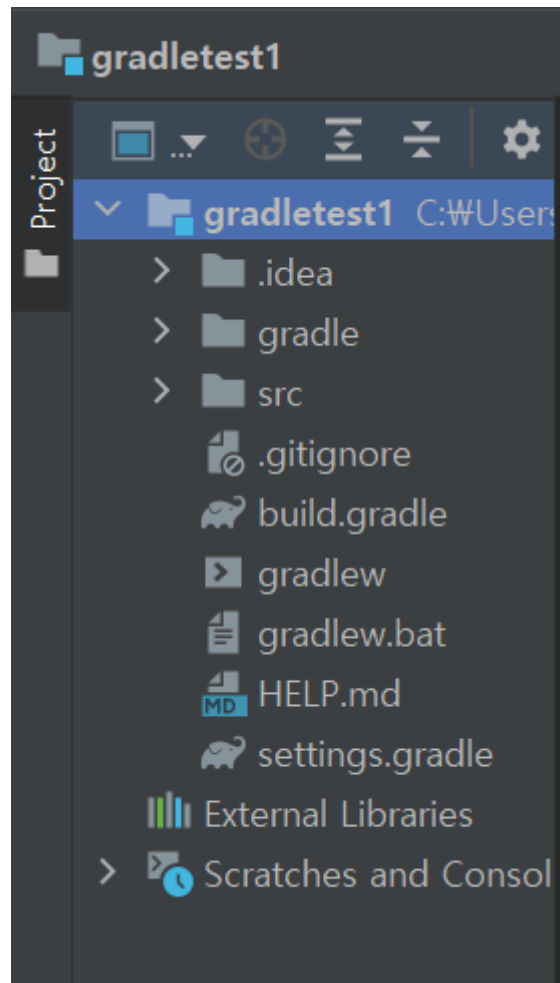 gradletest1
Project
...
gradletest1 C:₩Users
.idea
gradle
src
.gitignore
build.gradle
gradlew
gradlew.bat
MD HELP.md
settings.gradle
External Libraries
Scratches and Consol